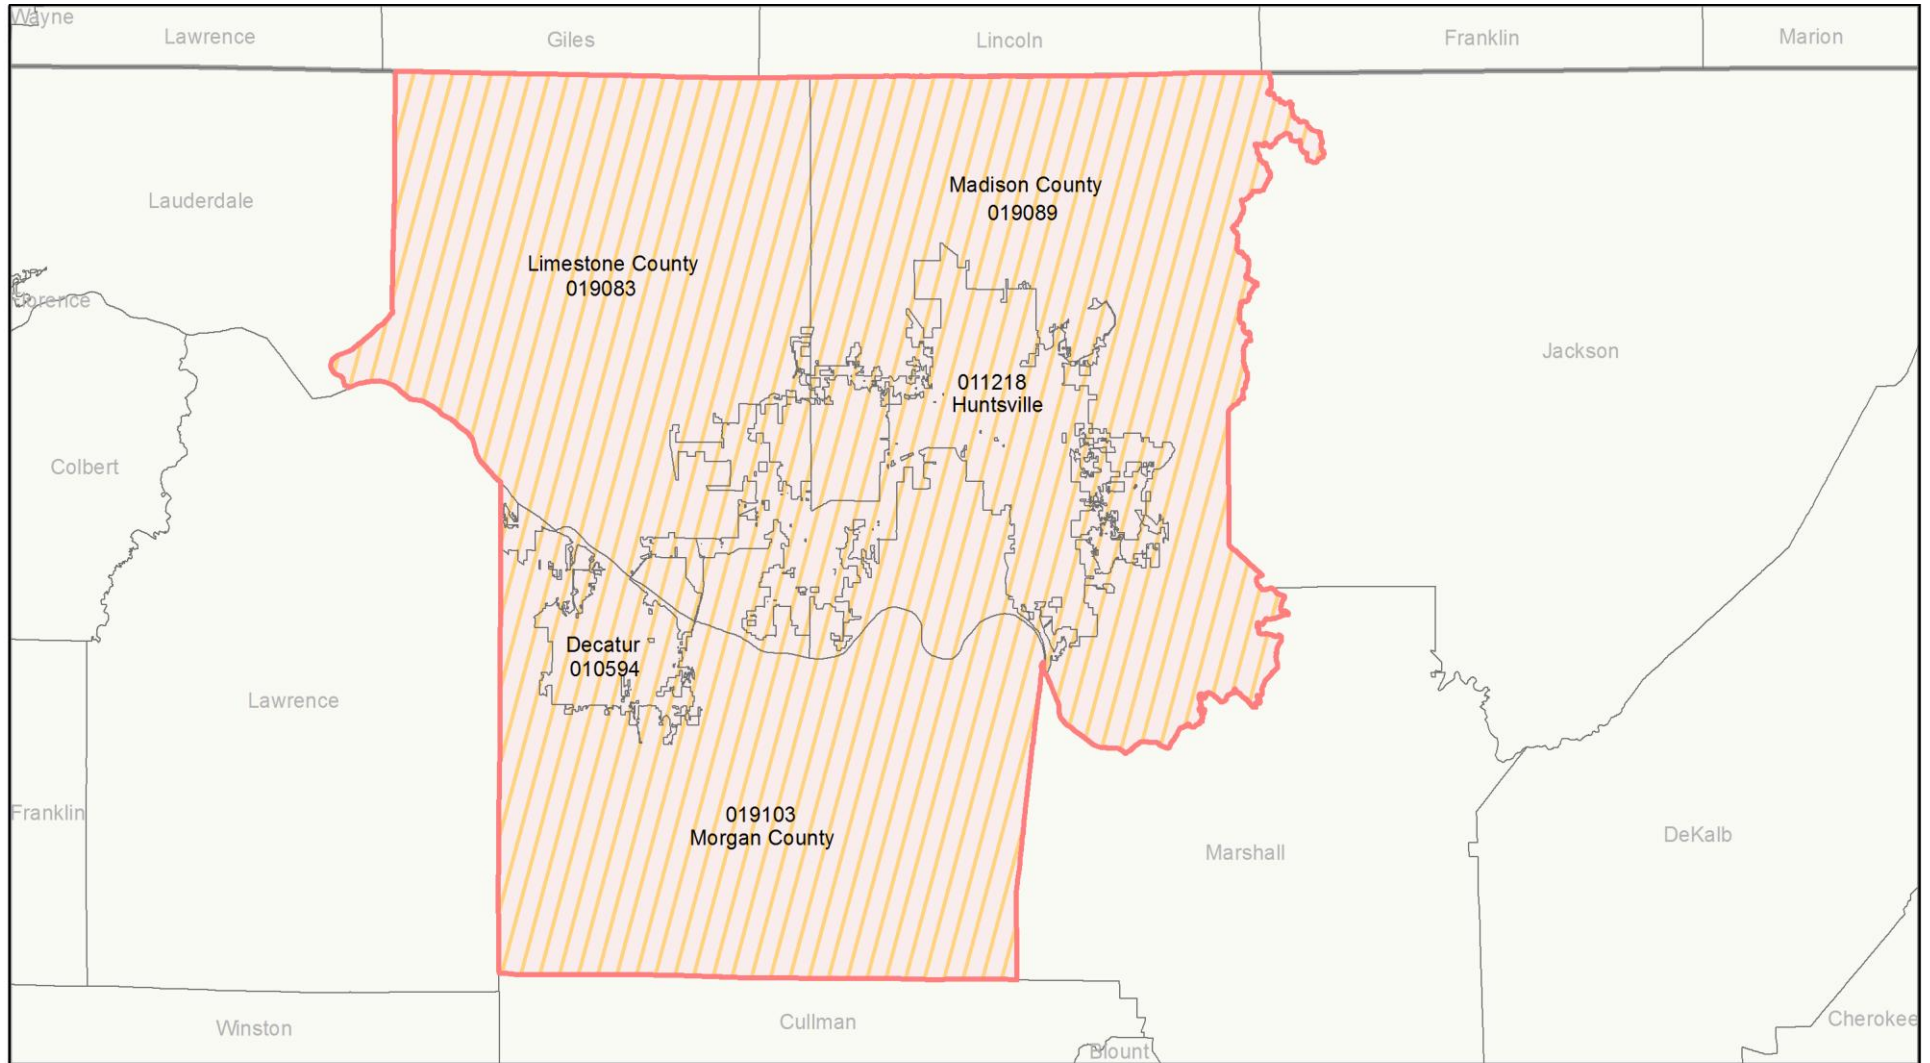 Wayne
Lawrence
Giles
Lincoln
Franklin
Marion
Lauderdale
Madison County
019089
Limestone County
019083
Florence
Jackson
011218
Huntsville
Colbert
Decatur
010594
Lawrence
Franklin
019103
Morgan County
Marshall
DeKalb
Winston
Cullman
Cherokee
Blount